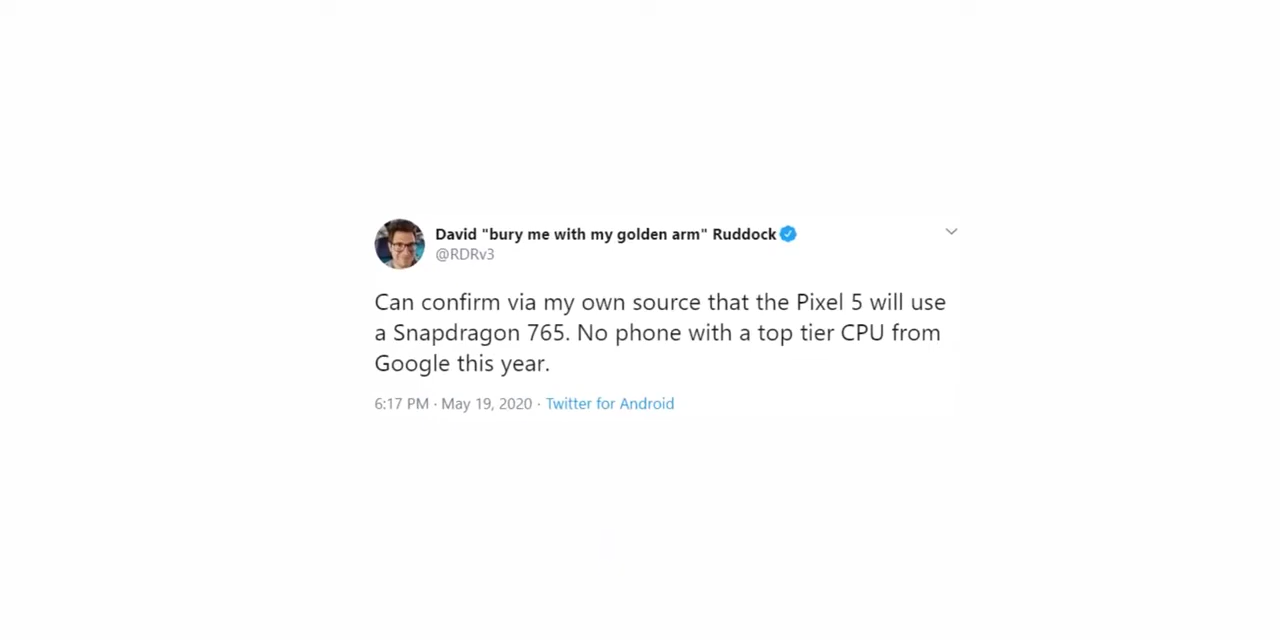 David "bury me with my golden arm" Ruddock
@RDRv3
Can confirm via my own source that the Pixel 5 will use
a Snapdragon 765. No phone with a top tier CPU from
Google this year.
6:17 PM · May 19, 2020 · Twitter for Android